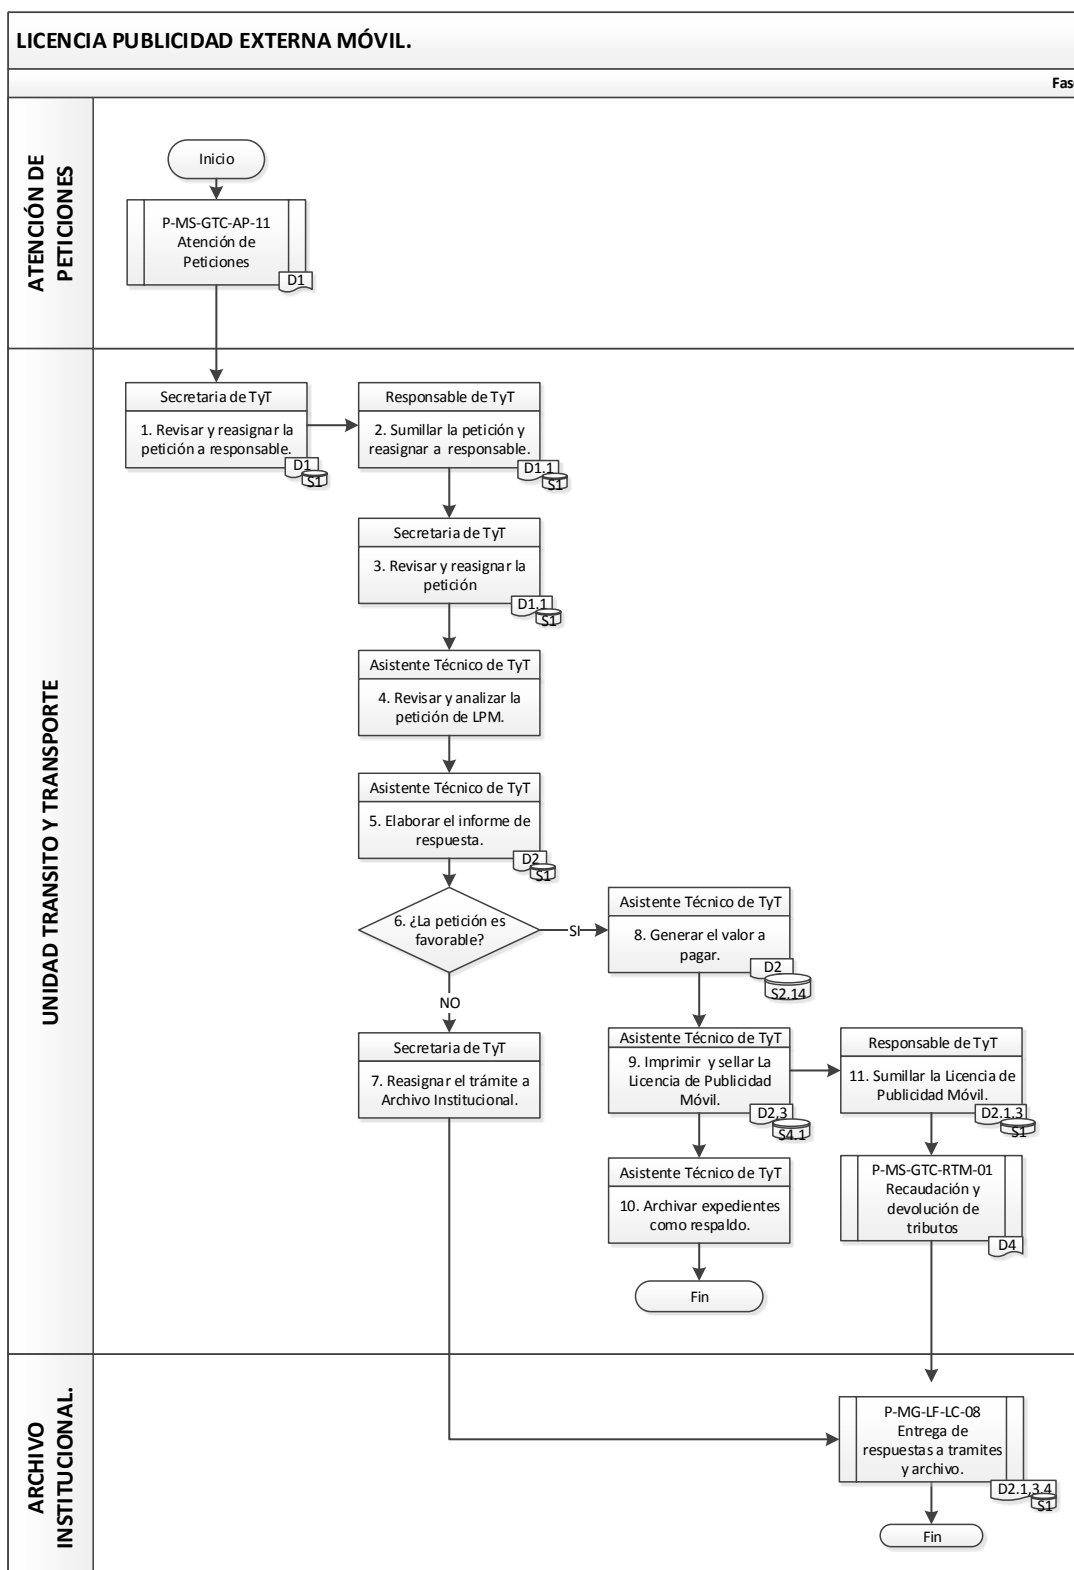 LICENCIA PUBLICIDAD EXTERNA MÓVIL.
Fas
ATENCIÓN DE
PETICIONES
Inicio
P-MS-GTC-AP-11
Atención de
Peticiones
D1
UNIDAD TRANSITO Y TRANSPORTE
Secretaria de TyT
1. Revisar y reasignar la
petición a responsable.
D1
S1
Responsable de TyT
2. Sumillar la petición y
reasignar a responsable.
D1.1
S1
Secretaria de TyT
3. Revisar y reasignar la
petición
D1.1
S1
Asistente Técnico de TyT
4. Revisar y analizar la
petición de LPM.
Asistente Técnico de TyT
5. Elaborar el informe de
respuesta.
D2
S1
6. ¿La petición es
favorable?
SI
NO
Asistente Técnico de TyT
8. Generar el valor a
pagar.
D2
S2.14
Secretaria de TyT
7. Reasignar el trámite a
Archivo Institucional.
Asistente Técnico de TyT
9. Imprimir y sellar La
Licencia de Publicidad
Móvil.
D2,3
S4.1
Responsable de TyT
11. Sumillar la Licencia de
Publicidad Móvil.
D2.1,3
S1
Asistente Técnico de TyT
10. Archivar expedientes
como respaldo.
Fin
P-MS-GTC-RTM-01
Recaudación y
devolución de
tributos
D4
ARCHIVO
INSTITUCIONAL.
P-MG-LF-LC-08
Entrega de
respuestas a tramites
y archivo.
D2.1,3,4
S1
Fin